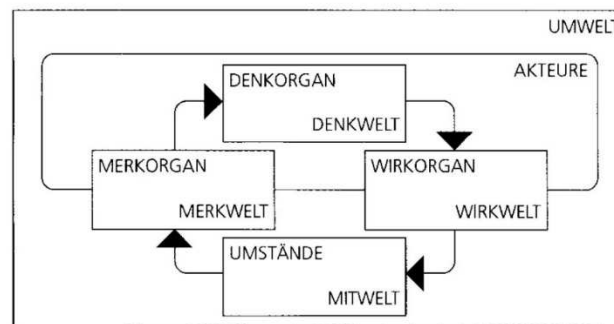 UMWELT
AKTEURE
DENKORGAN
DENKWELT
MERKORGAN
MERKWELT
WIRKORGAN
WIRKWELT
UMSTÄNDE
MITWELT